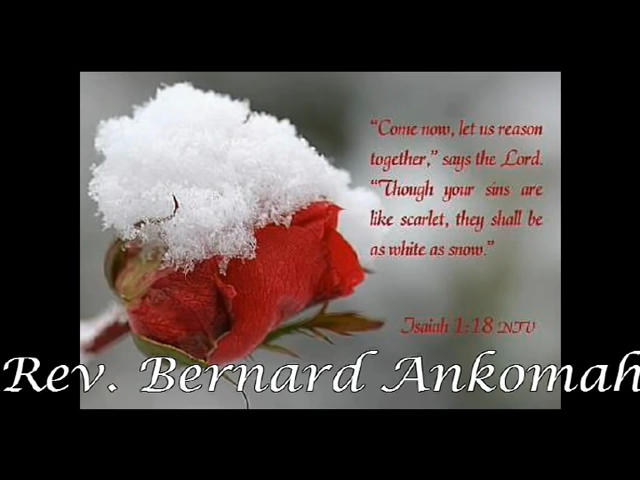 “Come now, let us reason
together,” says the Lord.
“Though your sins are
like scarlet, they shall be
as white as snow.”
Isaiah 1:18 NIV
Rev. Bernard Ankomah